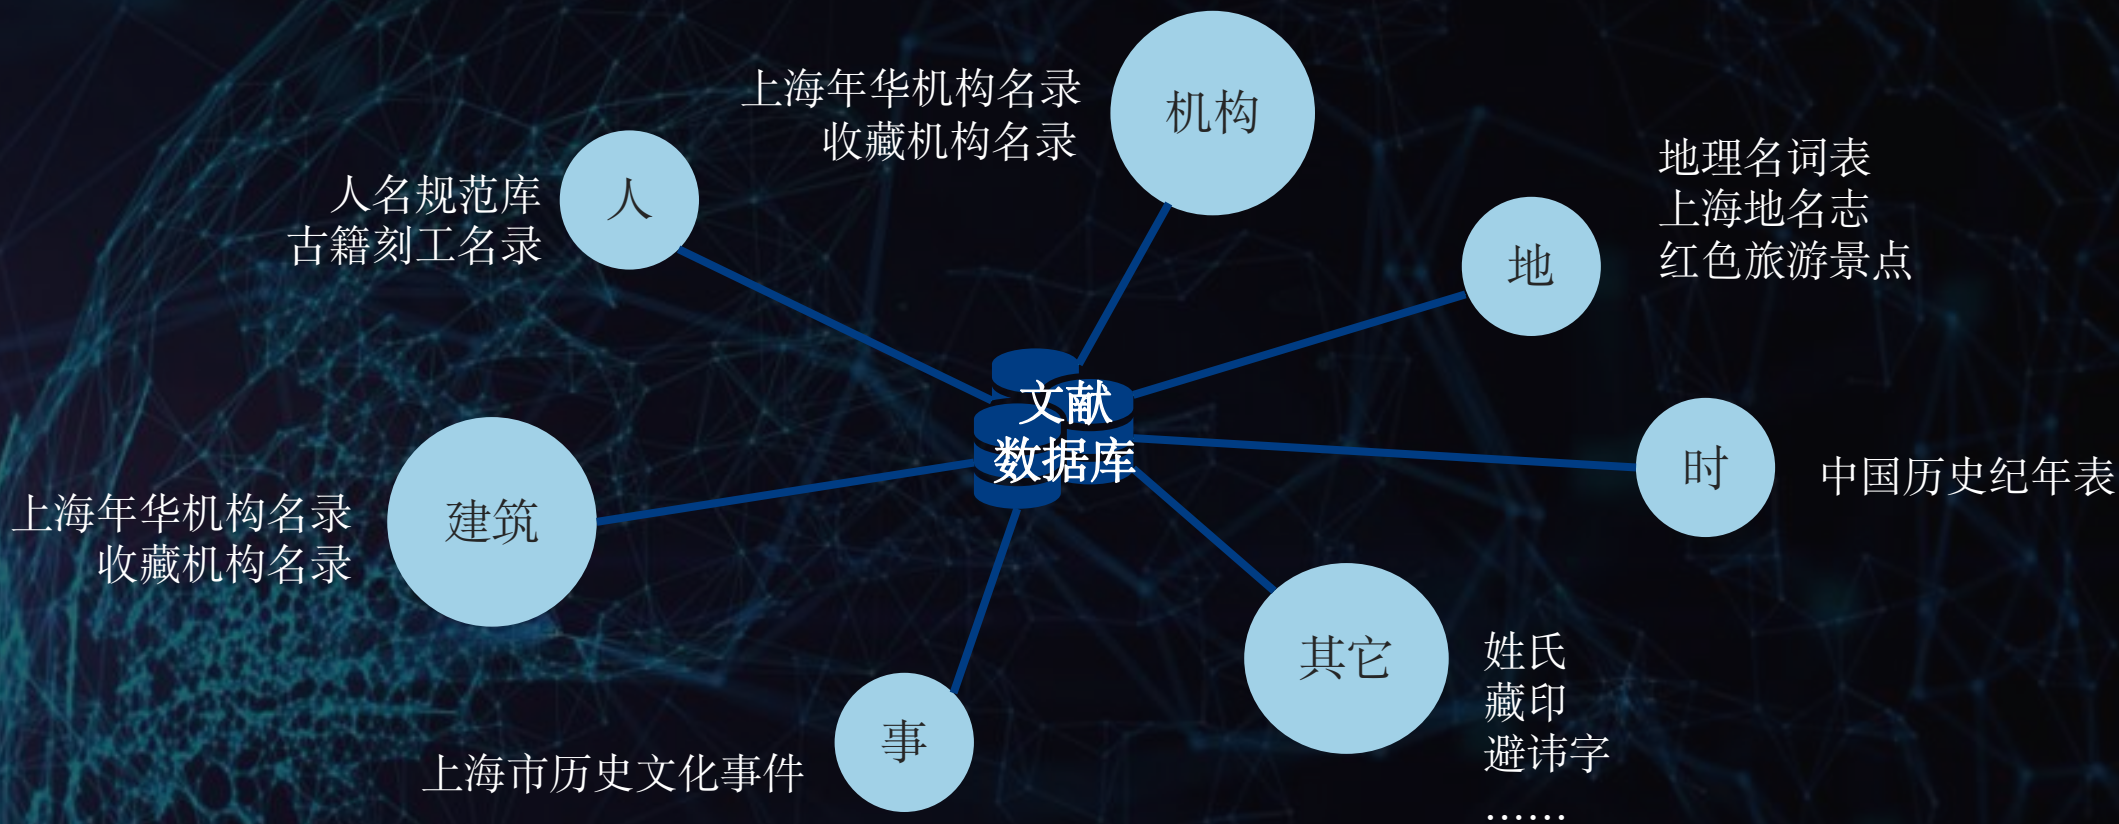 上海年华机构名录
收藏机构名录
机构
人名规范库
古籍刻工名录
人
地
地理名词表
上海地名志
红色旅游景点
文献
数据库
时
中国历史纪年表
上海年华机构名录
收藏机构名录
建筑
其它
姓氏
藏印
避讳字
……
上海市历史文化事件
事